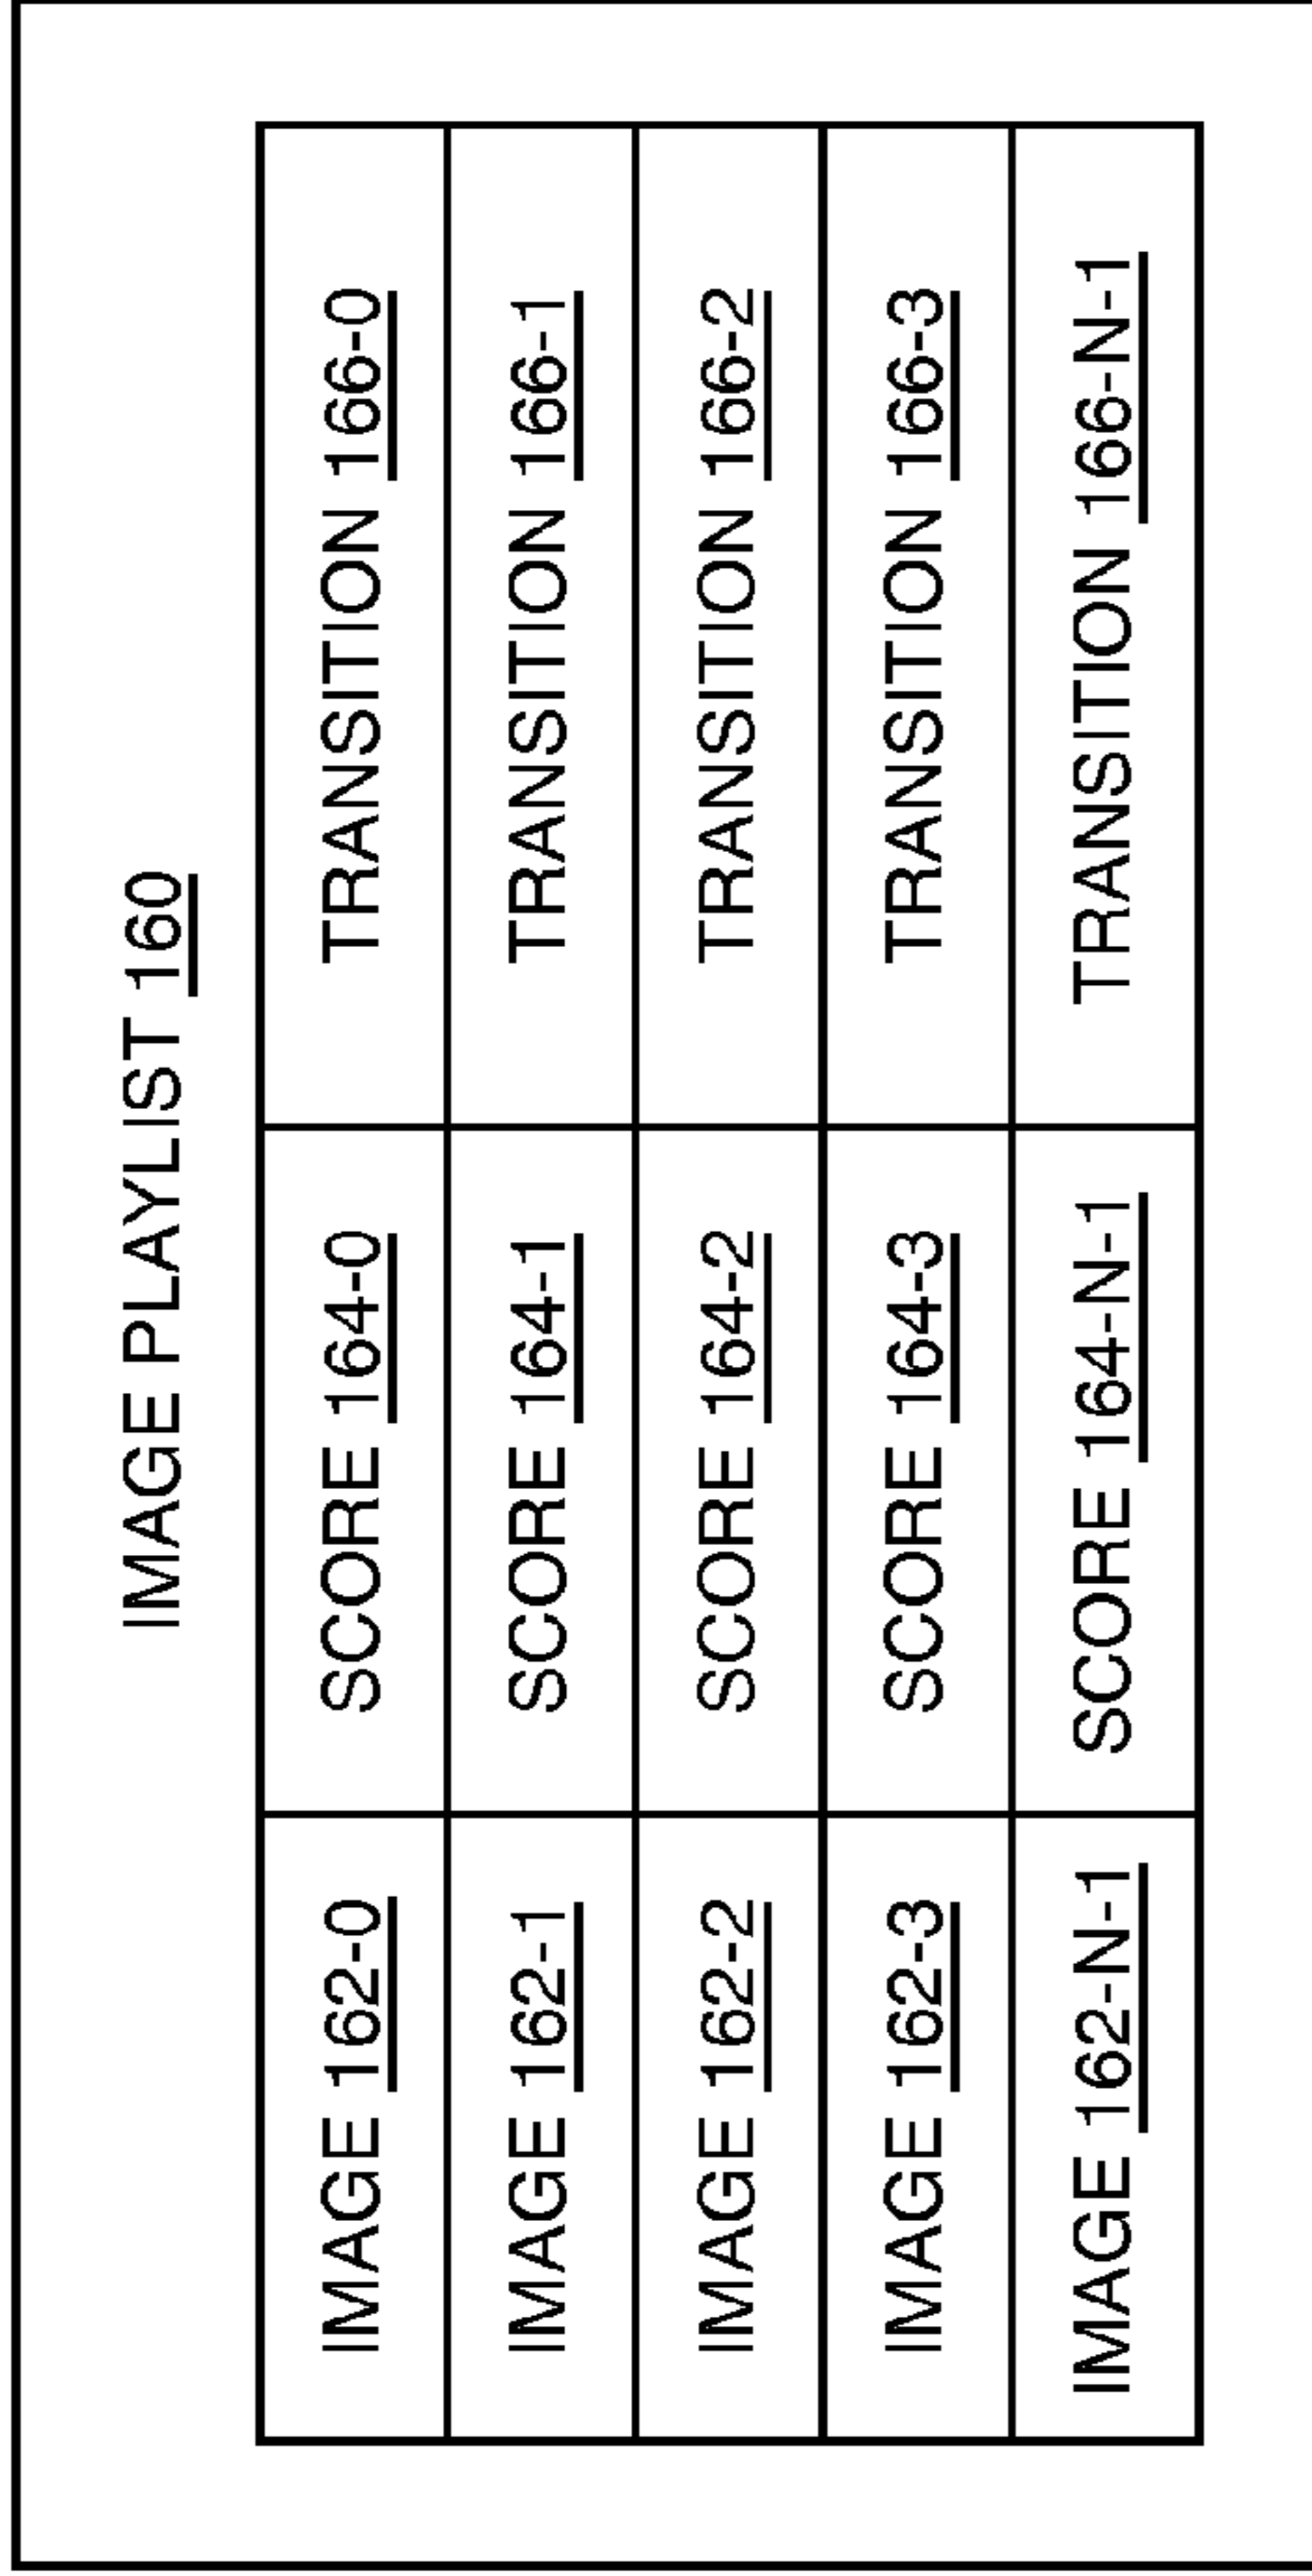 IMAGE PLAYLIST 160
IMAGE 162-0 SCORE 164-0 TRANSITION 166-0
IMAGE 162-1 SCORE 164-1 TRANSITION 166-1
IMAGE 162-2 SCORE 164-2 TRANSITION 166-2
IMAGE 162-3 SCORE 164-3 TRANSITION 166-3
IMAGE 162-N-1 SCORE 164-N-1 TRANSITION 166-N-1